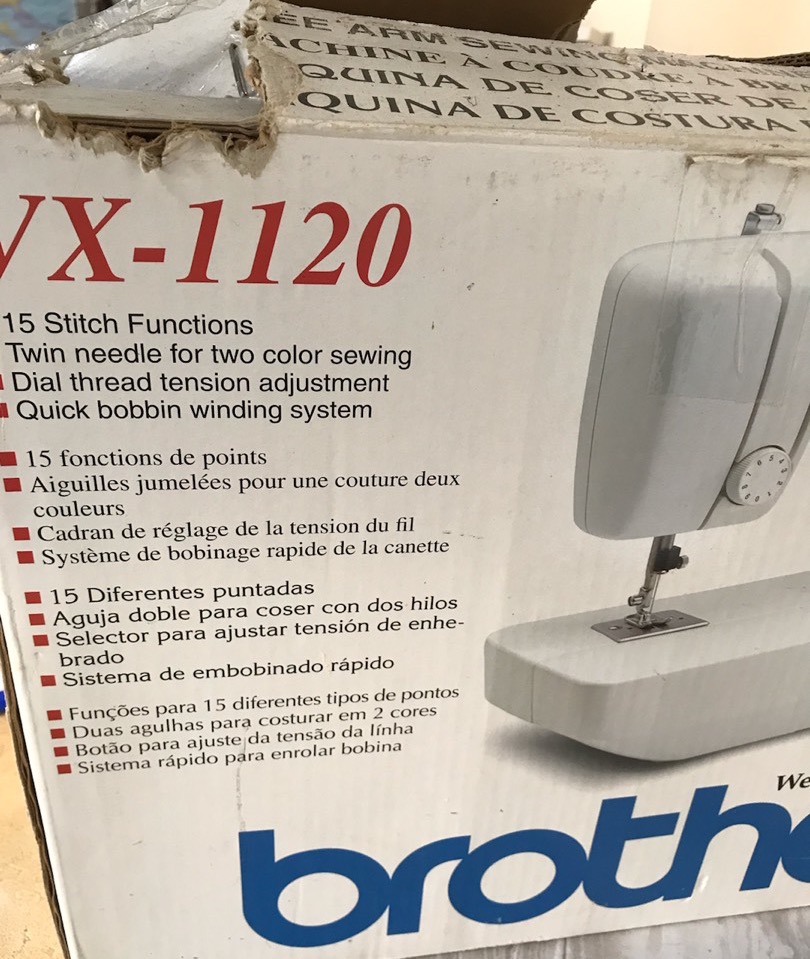 EE ARM SEWING
ACHINE À COUDRE À BR
QUINA DE COSER DE
QUINA DE COSTURA
VX-1120
15 Stitch Functions
Twin needle for two color sewing
Dial thread tension adjustment
Quick bobbin winding system
15 fonctions de points
Aiguilles jumelées pour une couture deux
couleurs
Cadran de réglage de la tension du fil
Système de bobinage rapide de la canette
15 Diferentes puntadas
Aguja doble para coser con dos hilos
Selector para ajustar tensión de enhe-
brado
Sistema de embobinado rápido
Funções para 15 diferentes tipos de pontos
Duas agulhas para costurar em 2 cores
Botão para ajuste da tensão da línha
Sistema rápido para enrolar bobina
We
brothe